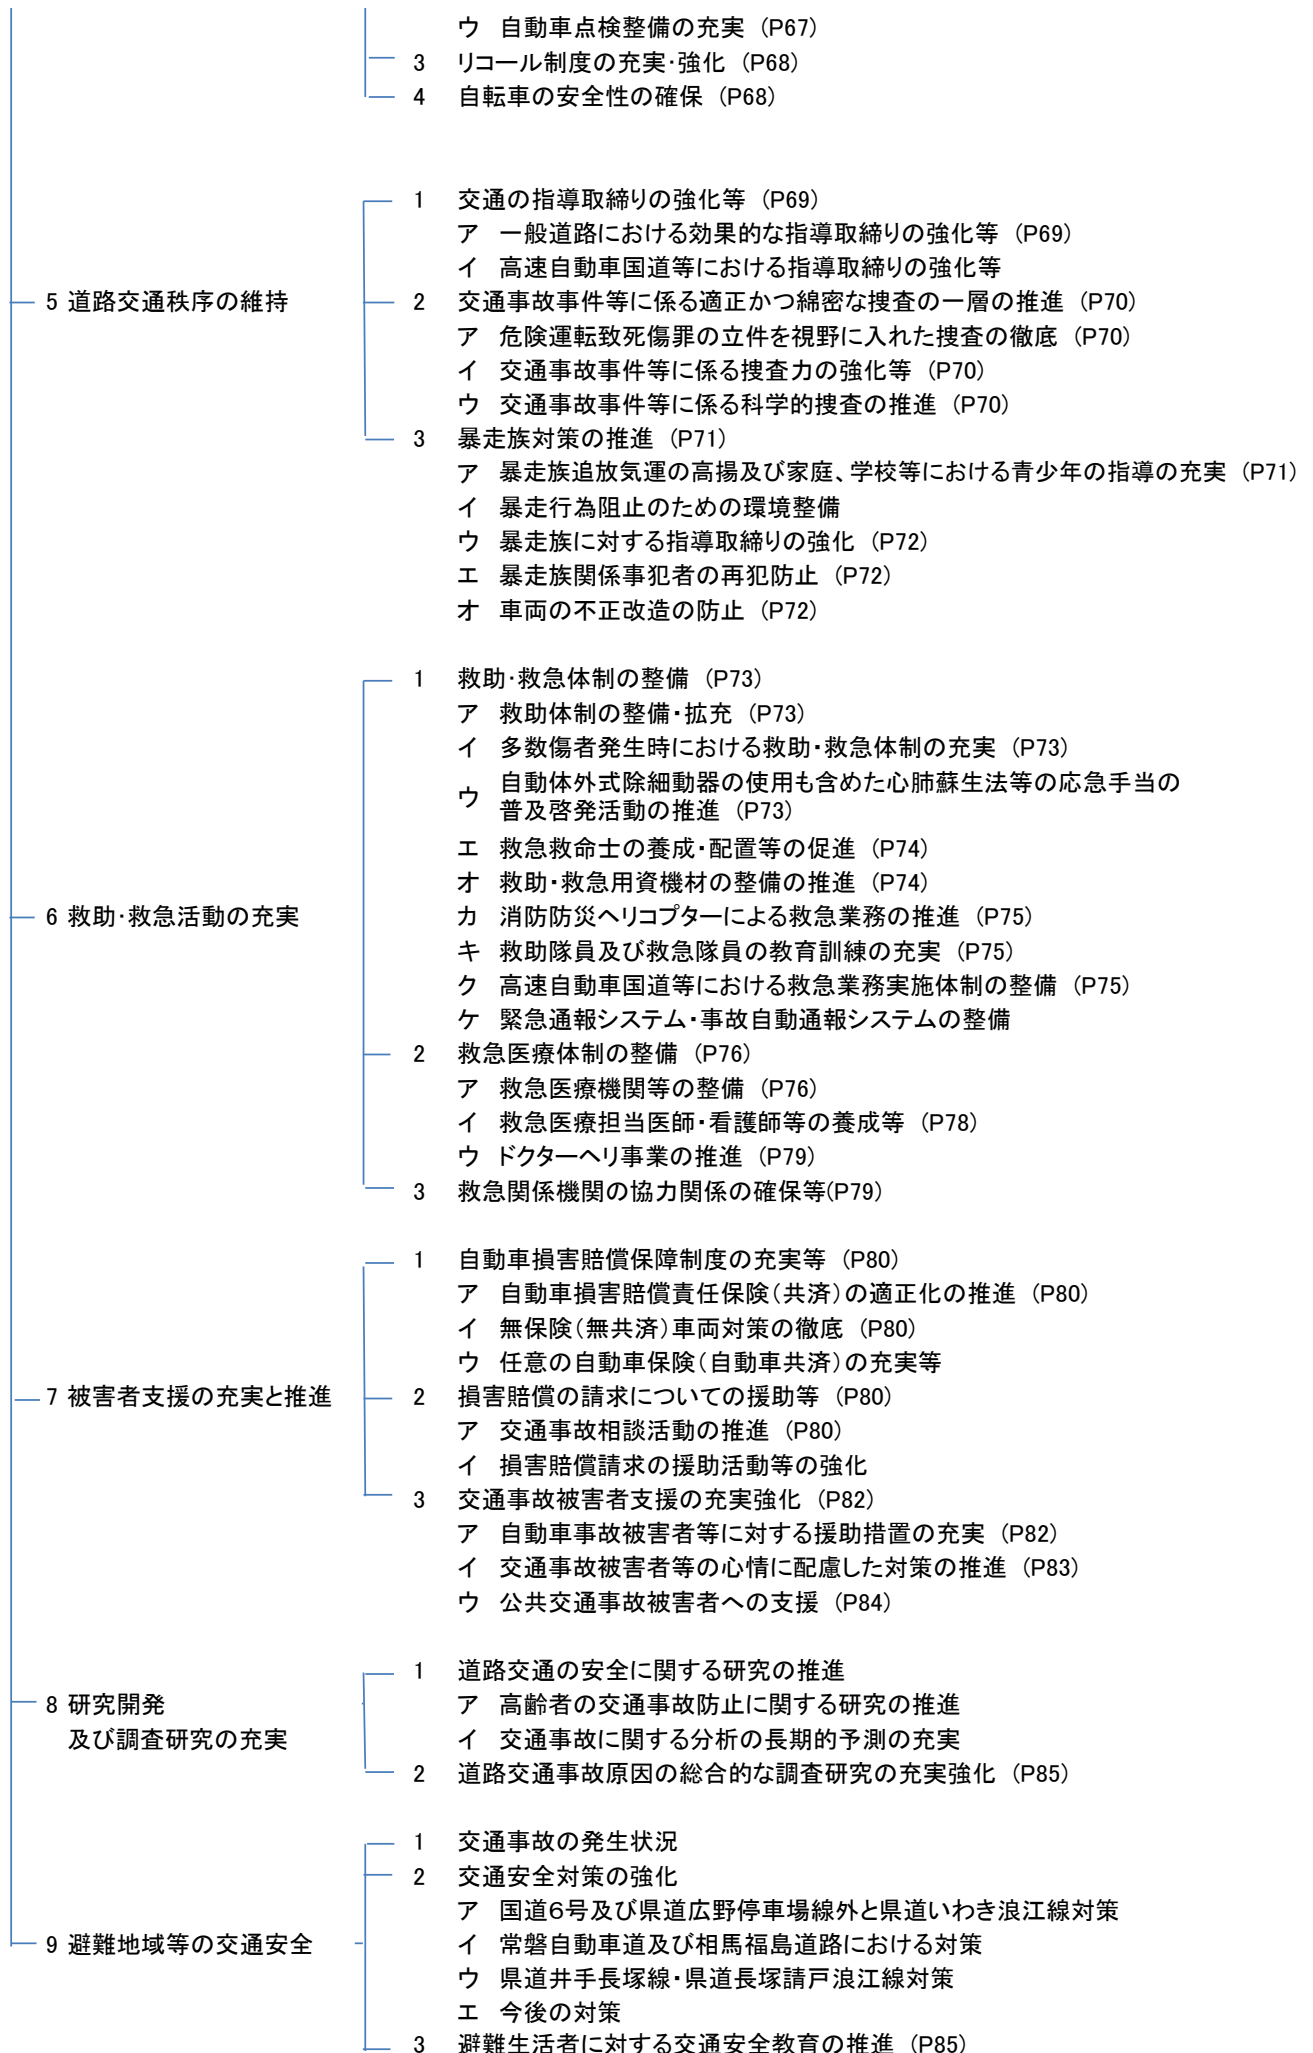 ウ 自動車点検整備の充実 (P67)
3 リコール制度の充実・強化 (P68)
4 自転車の安全性の確保 (P68)
5 道路交通秩序の維持
1 交通の指導取締りの強化等 (P69)
ア 一般道路における効果的な指導取締りの強化等 (P69)
イ 高速自動車国道等における指導取締りの強化等
2 交通事故事件等に係る適正かつ綿密な捜査の一層の推進 (P70)
ア 危険運転致死傷罪の立件を視野に入れた捜査の徹底 (P70)
イ 交通事故事件等に係る捜査力の強化等 (P70)
ウ 交通事故事件等に係る科学的捜査の推進 (P70)
3 暴走族対策の推進 (P71)
ア 暴走族追放気運の高揚及び家庭、学校等における青少年の指導の充実 (P71)
イ 暴走行為阻止のための環境整備
ウ 暴走族に対する指導取締りの強化 (P72)
エ 暴走族関係事犯者の再犯防止 (P72)
オ 車両の不正改造の防止 (P72)
6 救助・救急活動の充実
1 救助・救急体制の整備 (P73)
ア 救助体制の整備・拡充 (P73)
イ 多数傷者発生時における救助・救急体制の充実 (P73)
ウ 自動体外式除細動器の使用も含めた心肺蘇生法等の応急手当の
普及啓発活動の推進 (P73)
エ 救急救命士の養成・配置等の促進 (P74)
オ 救助・救急用資機材の整備の推進 (P74)
カ 消防防災ヘリコプターによる救急業務の推進 (P75)
キ 救助隊員及び救急隊員の教育訓練の充実 (P75)
ク 高速自動車国道等における救急業務実施体制の整備 (P75)
ケ 緊急通報システム・事故自動通報システムの整備
2 救急医療体制の整備 (P76)
ア 救急医療機関等の整備 (P76)
イ 救急医療担当医師・看護師等の養成等 (P78)
ウ ドクターヘリ事業の推進 (P79)
3 救急関係機関の協力関係の確保等(P79)
7 被害者支援の充実と推進
1 自動車損害賠償保障制度の充実等 (P80)
ア 自動車損害賠償責任保険（共済）の適正化の推進 (P80)
イ 無保険（無共済）車両対策の徹底 (P80)
ウ 任意の自動車保険（自動車共済）の充実等
2 損害賠償の請求についての援助等 (P80)
ア 交通事故相談活動の推進 (P80)
イ 損害賠償請求の援助活動等の強化
3 交通事故被害者支援の充実強化 (P82)
ア 自動車事故被害者等に対する援助措置の充実 (P82)
イ 交通事故被害者等の心情に配慮した対策の推進 (P83)
ウ 公共交通事故被害者への支援 (P84)
8 研究開発
及び調査研究の充実
1 道路交通の安全に関する研究の推進
ア 高齢者の交通事故防止に関する研究の推進
イ 交通事故に関する分析の長期的予測の充実
2 道路交通事故原因の総合的な調査研究の充実強化 (P85)
9 避難地域等の交通安全
1 交通事故の発生状況
2 交通安全対策の強化
ア 国道６号及び県道広野停車場線外と県道いわき浪江線対策
イ 常磐自動車道及び相馬福島道路における対策
ウ 県道井手長塚線・県道長塚請戸浪江線対策
エ 今後の対策
3 避難生活者に対する交通安全教育の推進 (P85)